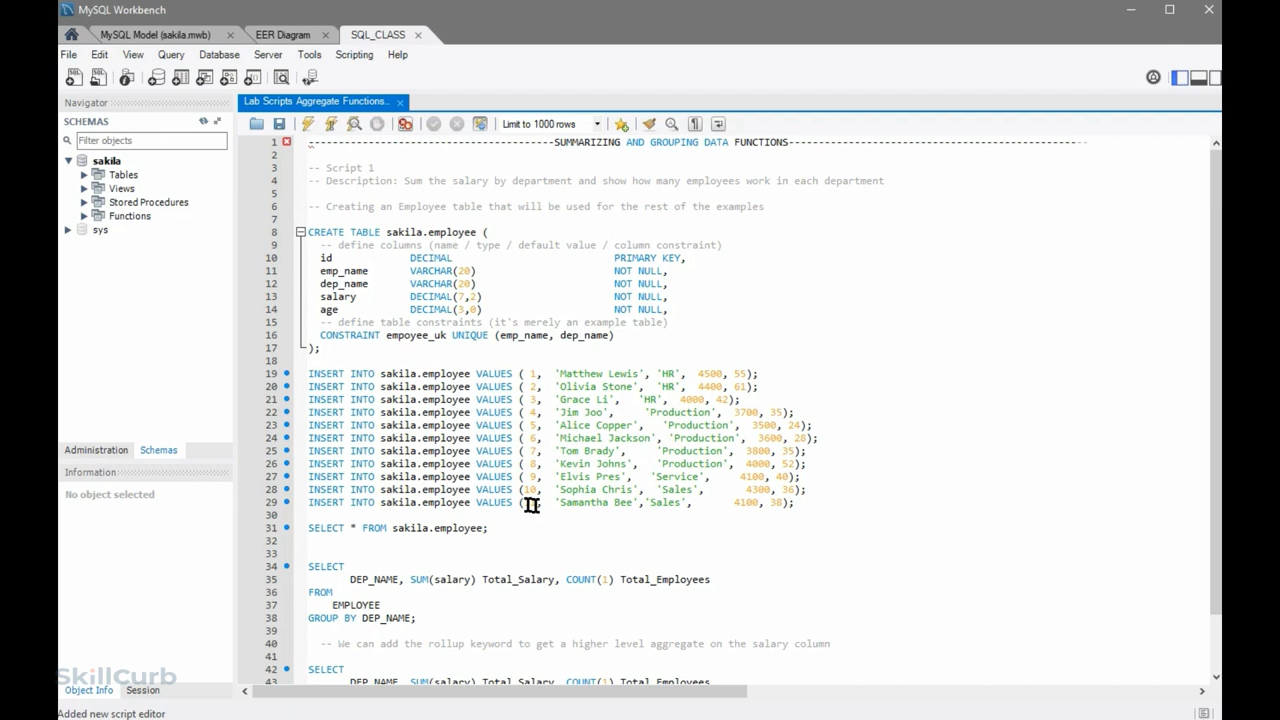 MySQL Workbench
MySQL Model (sakila.mwb) × EER Diagram × SQL_CLASS ×
File Edit View Query Database Server Tools Scripting Help
Navigator
SCHEMAS
Filter objects
sakila
Tables
Views
Stored Procedures
Functions
sys
Administration Schemas
Information
No object selected
Object Info Session
Added new script editor
SkillCurb
Lab Scripts Aggregate Functions... ×
Limit to 1000 rows
1 -----------------------------------------SUMMARIZING AND GROUPING DATA FUNCTIONS------------------------------------------------
2
3 -- Script 1
4 -- Description: Sum the salary by department and show how many employees work in each department
5
6 -- Creating an Employee table that will be used for the rest of the examples
7
8 CREATE TABLE sakila.employee (
9 -- define columns (name / type / default value / column constraint)
10 id DECIMAL PRIMARY KEY,
11 emp_name VARCHAR(20) NOT NULL,
12 dep_name VARCHAR(20) NOT NULL,
13 salary DECIMAL(7,2) NOT NULL,
14 age DECIMAL(3,0) NOT NULL,
15 -- define table constraints (it's merely an example table)
16 CONSTRAINT empoyee_uk UNIQUE (emp_name, dep_name)
17 );
18
19 INSERT INTO sakila.employee VALUES ( 1, 'Matthew Lewis', 'HR', 4500, 55);
20 INSERT INTO sakila.employee VALUES ( 2, 'Olivia Stone', 'HR', 4400, 61);
21 INSERT INTO sakila.employee VALUES ( 3, 'Grace Li', 'HR', 4000, 42);
22 INSERT INTO sakila.employee VALUES ( 4, 'Jim Joo', 'Production', 3700, 35);
23 INSERT INTO sakila.employee VALUES ( 5, 'Alice Copper', 'Production', 3500, 24);
24 INSERT INTO sakila.employee VALUES ( 6, 'Michael Jackson', 'Production', 3600, 28);
25 INSERT INTO sakila.employee VALUES ( 7, 'Tom Brady', 'Production', 3800, 35);
26 INSERT INTO sakila.employee VALUES ( 8, 'Kevin Johns', 'Production', 4000, 52);
27 INSERT INTO sakila.employee VALUES ( 9, 'Elvis Pres', 'Service', 4100, 40);
28 INSERT INTO sakila.employee VALUES (10, 'Sophia Chris', 'Sales', 4300, 36);
29 INSERT INTO sakila.employee VALUES ( , 'Samantha Bee','Sales', 4100, 38);
30
31 SELECT * FROM sakila.employee;
32
33
34 SELECT
35 DEP_NAME, SUM(salary) Total_Salary, COUNT(1) Total_Employees
36 FROM
37 EMPLOYEE
38 GROUP BY DEP_NAME;
39
40 -- We can add the rollup keyword to get a higher level aggregate on the salary column
41
42 SELECT
43 DEP_NAME, SUM(salary) Total_Salary, COUNT(1) Total_Employees